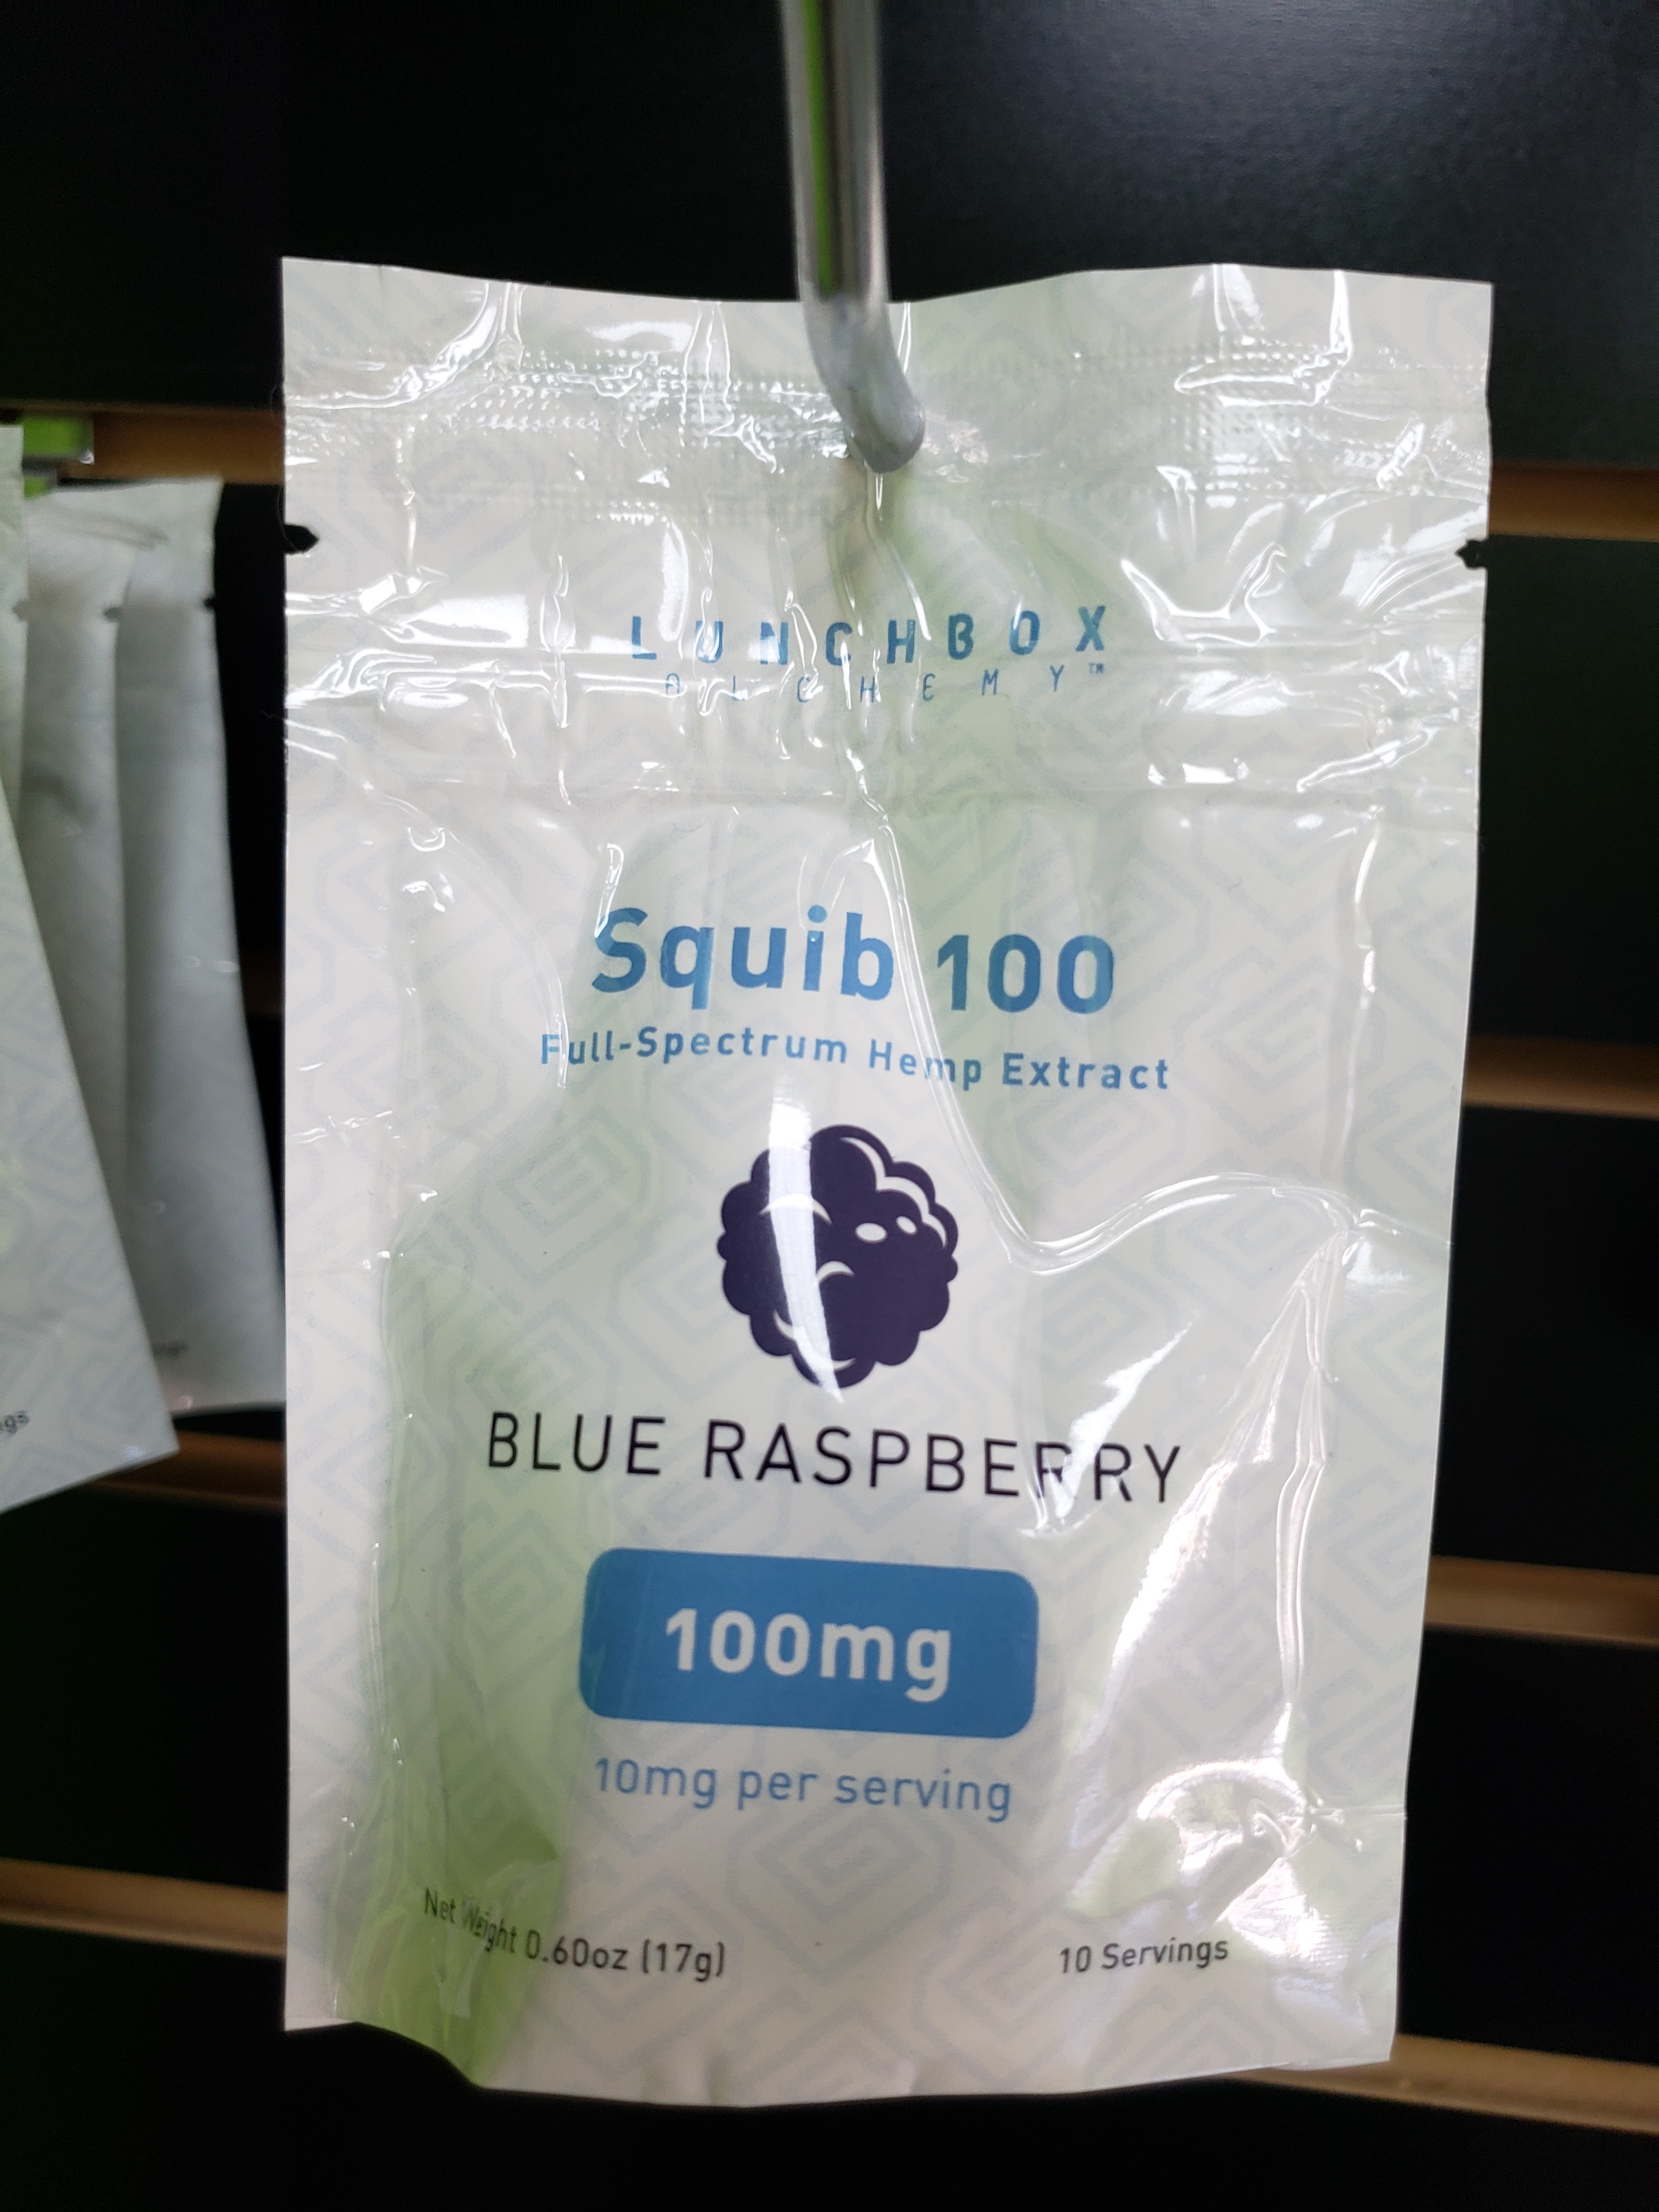 LUNCHBOX
ALCHEMY™
Squib 100
Full-Spectrum Hemp Extract
BLUE RASPBERRY
100mg
10mg per serving
Net Weight 0.60oz (17g)
10 Servings